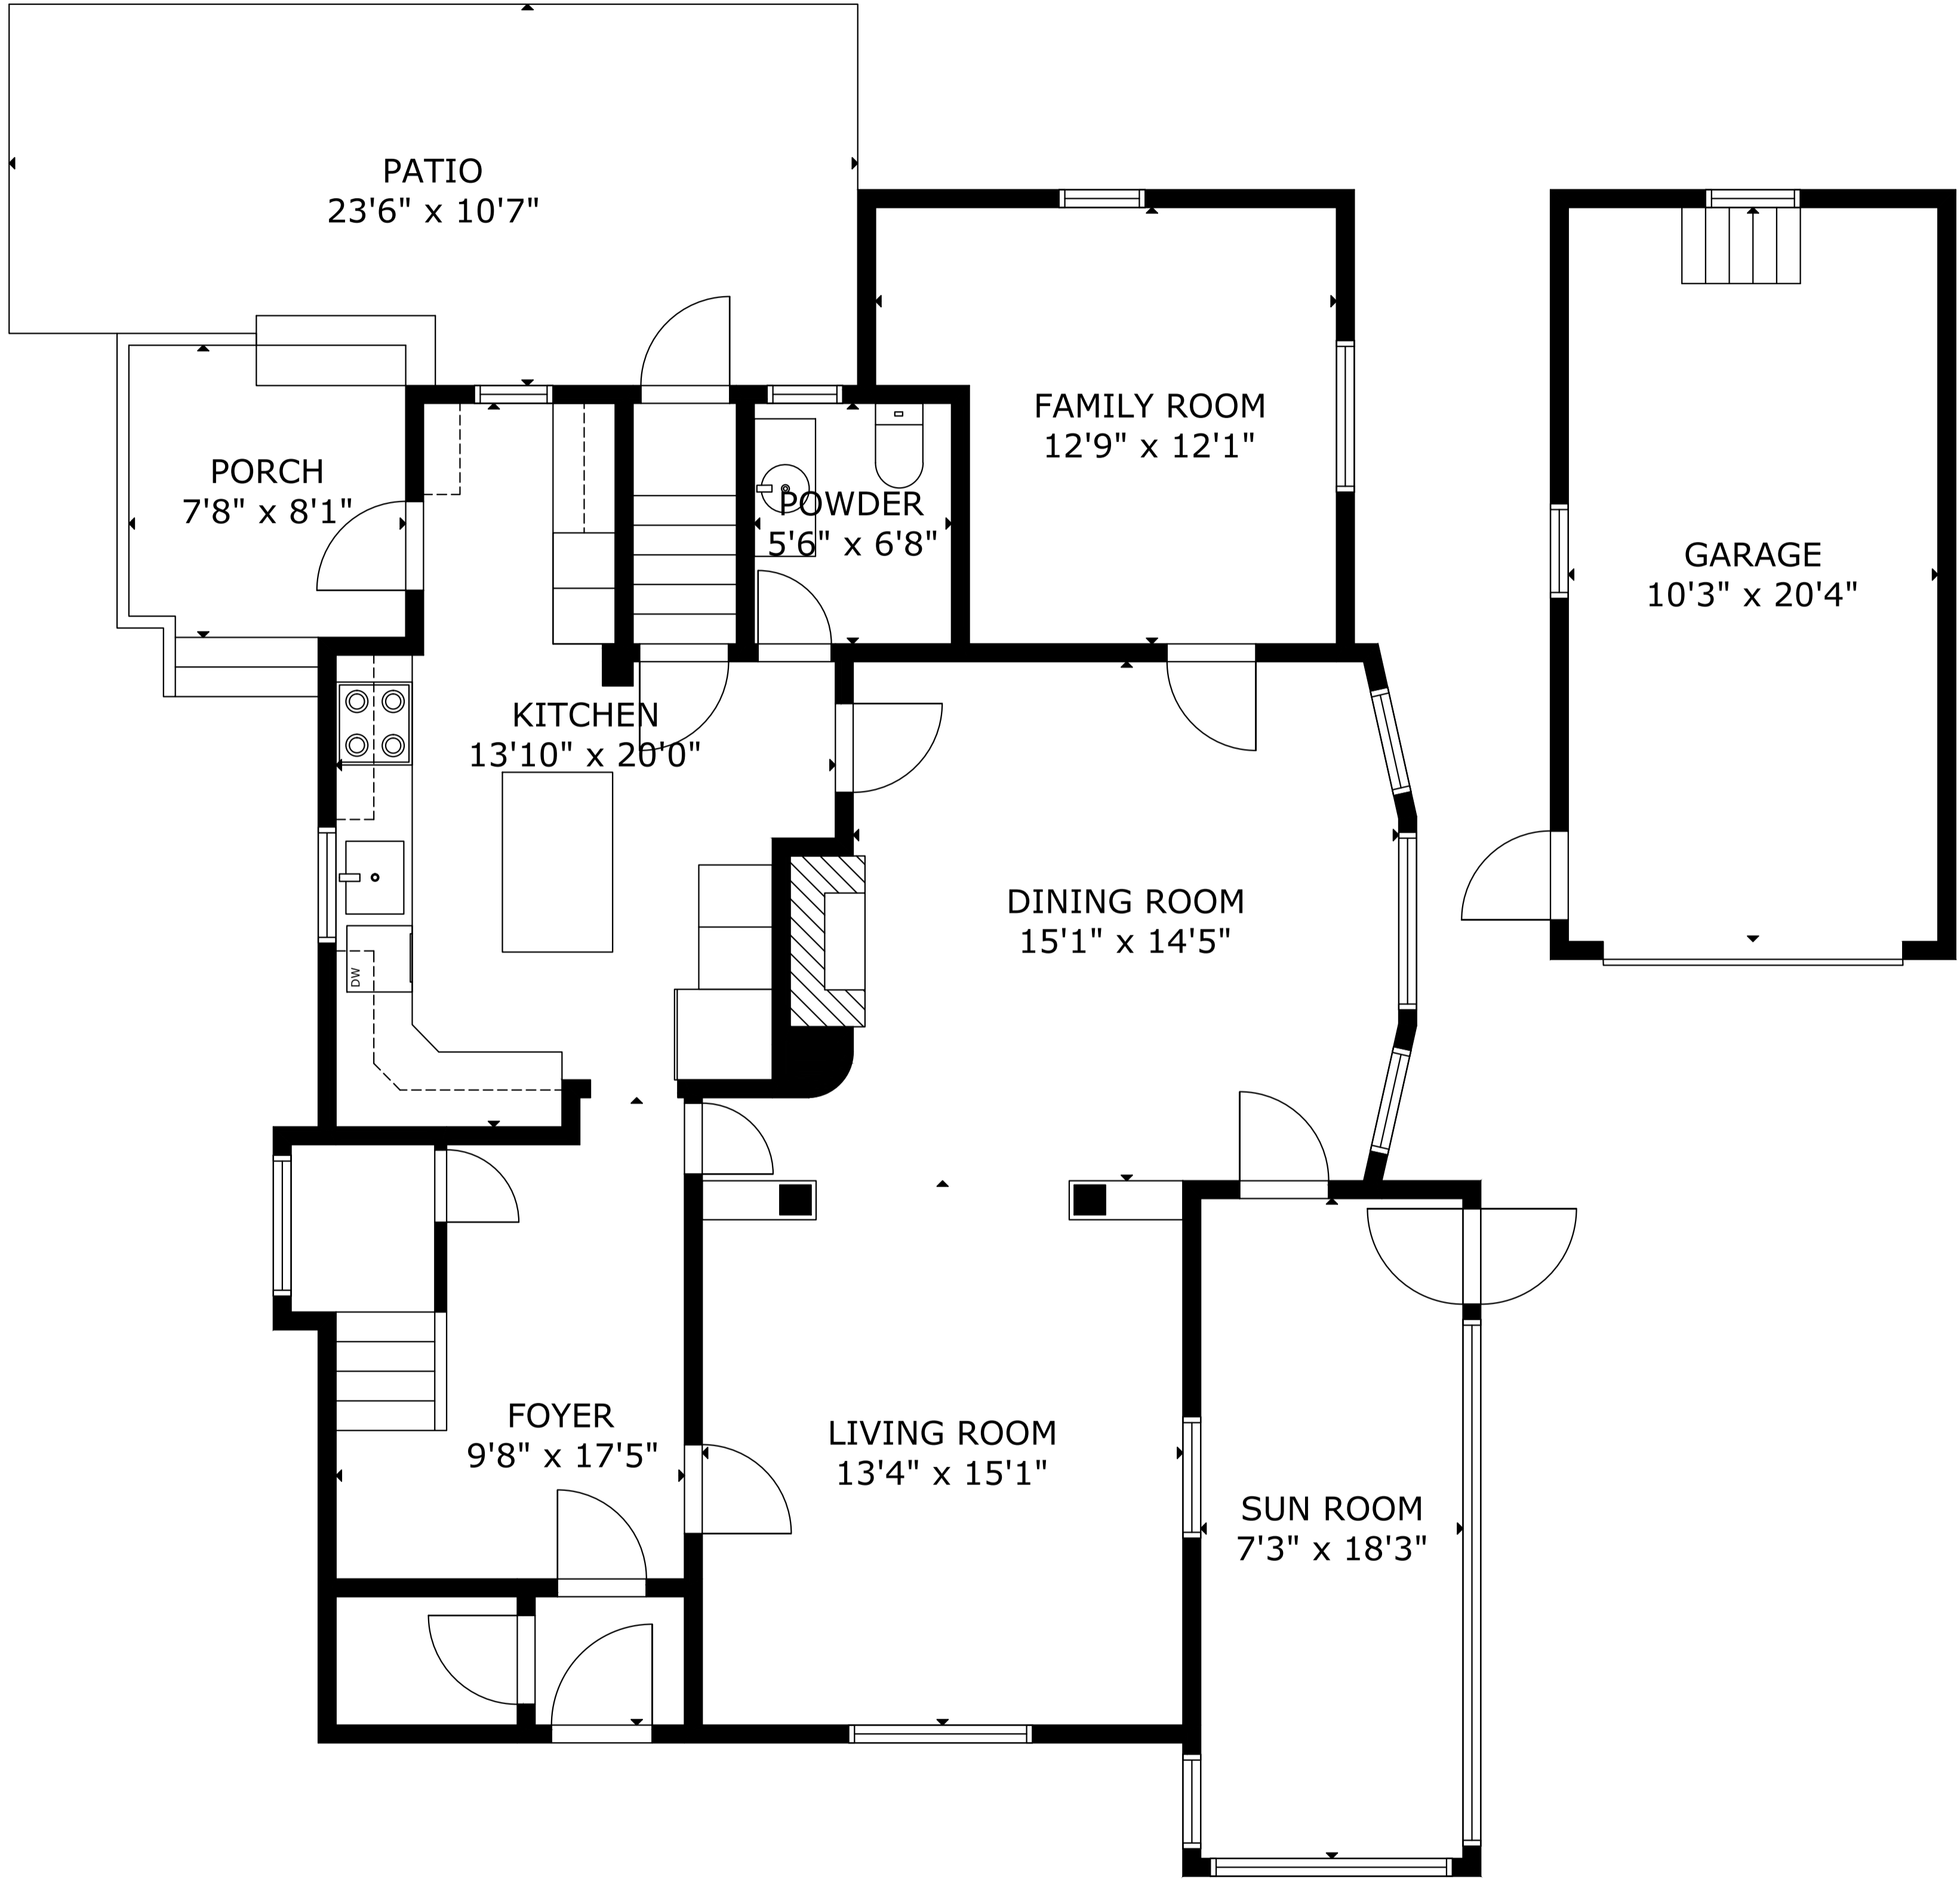 PATIO
23'6" x 10'7"
PORCH
7'8" x 8'1"
FAMILY ROOM
12'9" x 12'1"
POWDER
5'6" x 6'8"
GARAGE
10'3" x 20'4"
KITCHEN
13'10" x 20'0"
DINING ROOM
15'1" x 14'5"
DW
FOYER
9'8" x 17'5"
LIVING ROOM
13'4" x 15'1"
SUN ROOM
7'3" x 18'3"